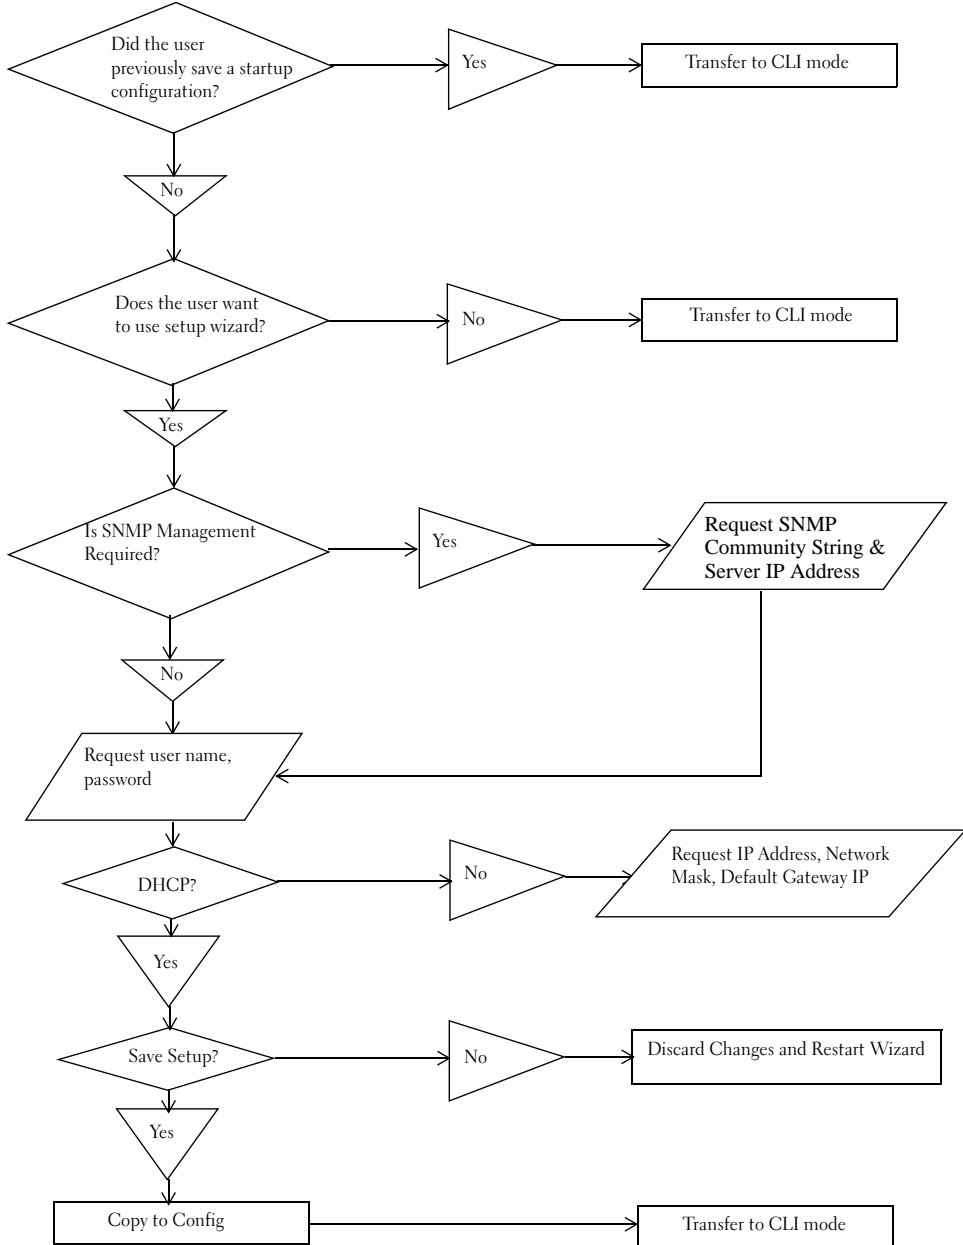 Did the user
previously save a startup
configuration?
Yes
Transfer to CLI mode
No
Does the user want
to use setup wizard?
No
Transfer to CLI mode
Yes
Is SNMP Management
Required?
Yes
Request SNMP
Community String &
Server IP Address
No
Request user name,
password
DHCP?
No
Request IP Address, Network
Mask, Default Gateway IP
Yes
Save Setup?
No
Discard Changes and Restart Wizard
Yes
Copy to Config
Transfer to CLI mode